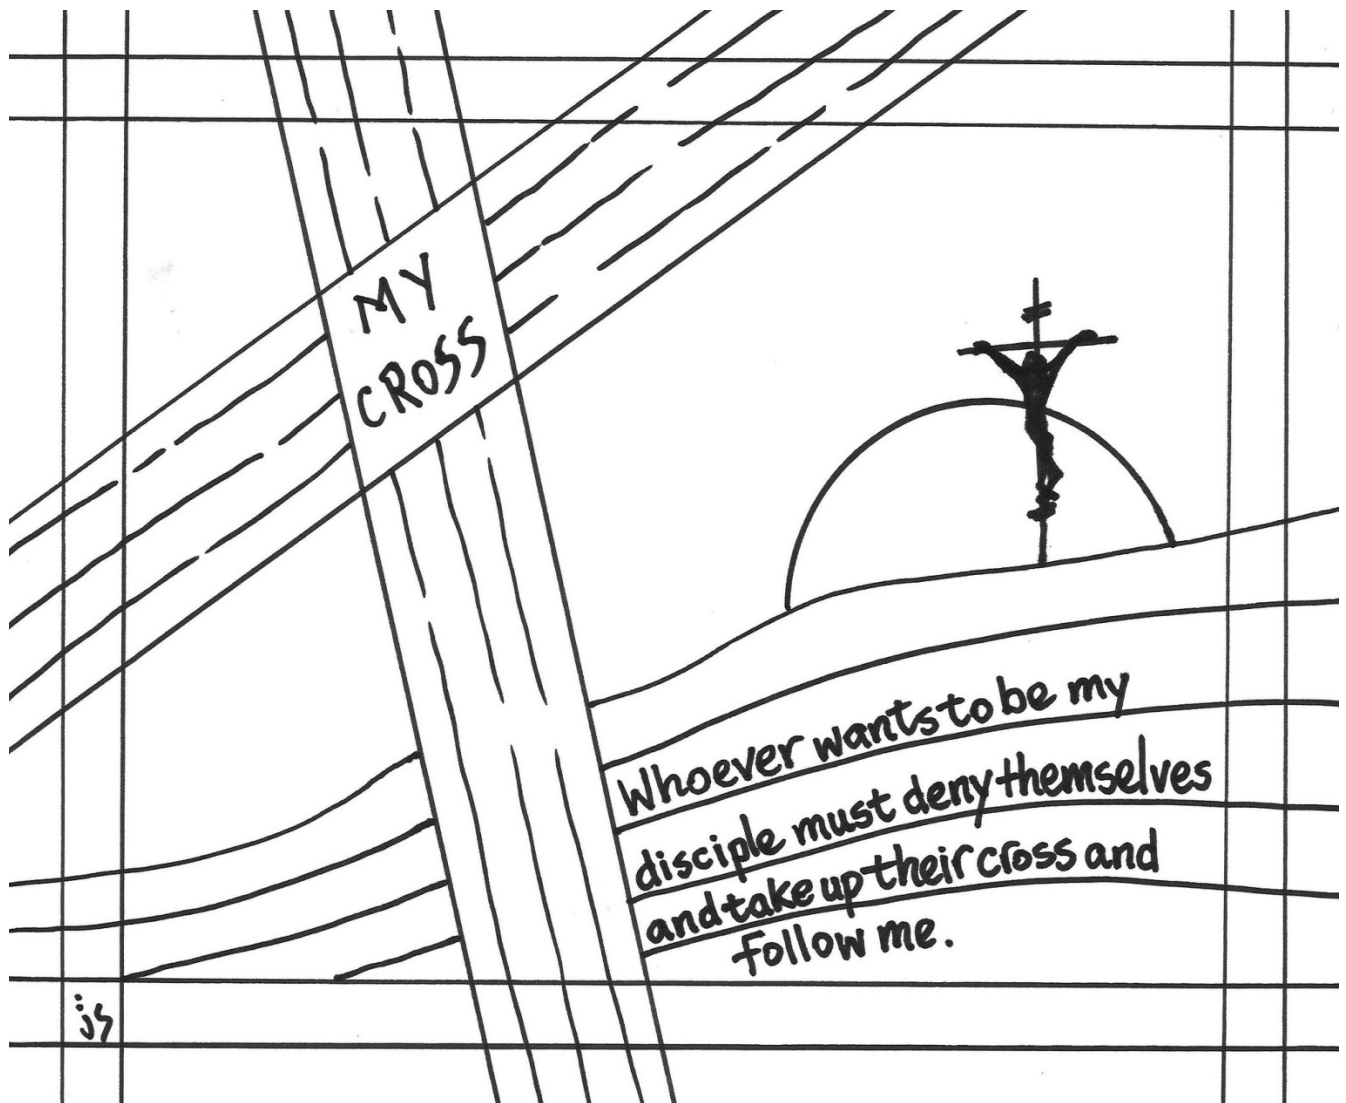 MY
CROSS
Whoever wants to be my
disciple must deny themselves
and take up their cross and
follow me.
js